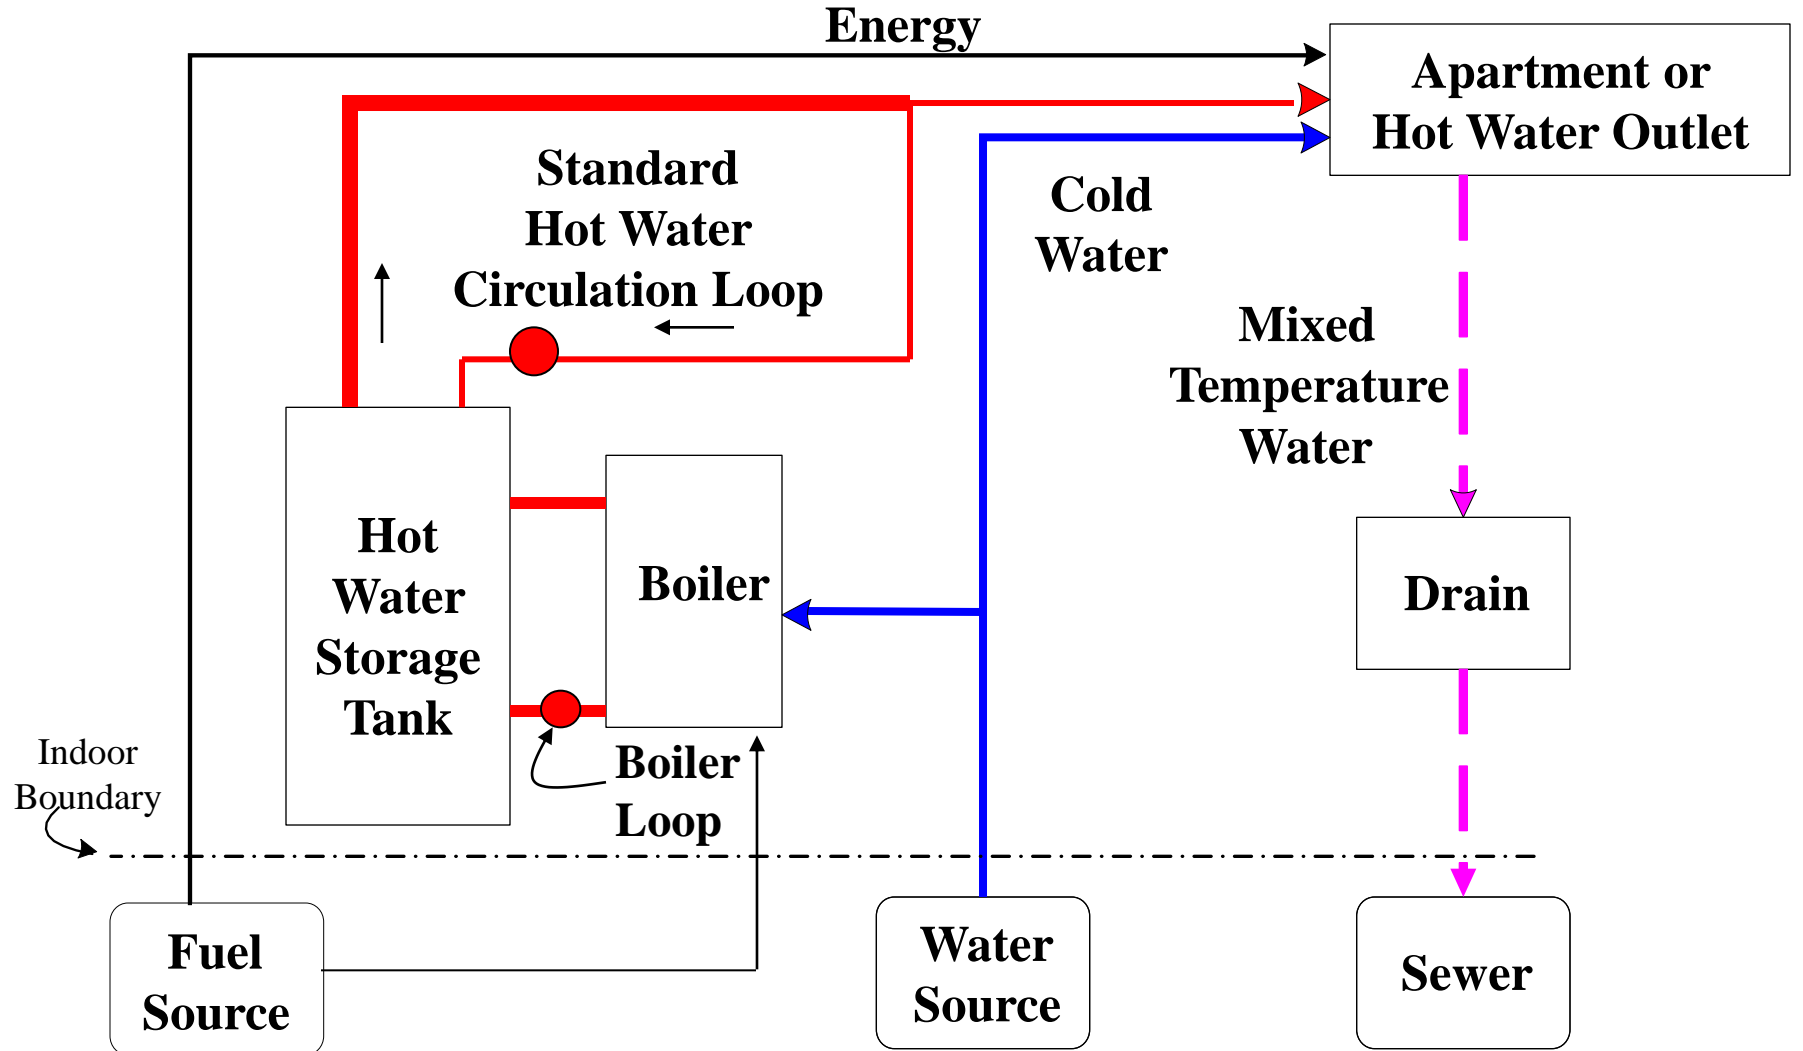 Energy
Apartment or
Hot Water Outlet
Standard
Hot Water
Circulation Loop
Cold
Water
Mixed
Temperature
Water
Hot
Water
Storage
Tank
Boiler
Drain
Indoor
Boundary
Boiler
Loop
Fuel
Source
Water
Source
Sewer